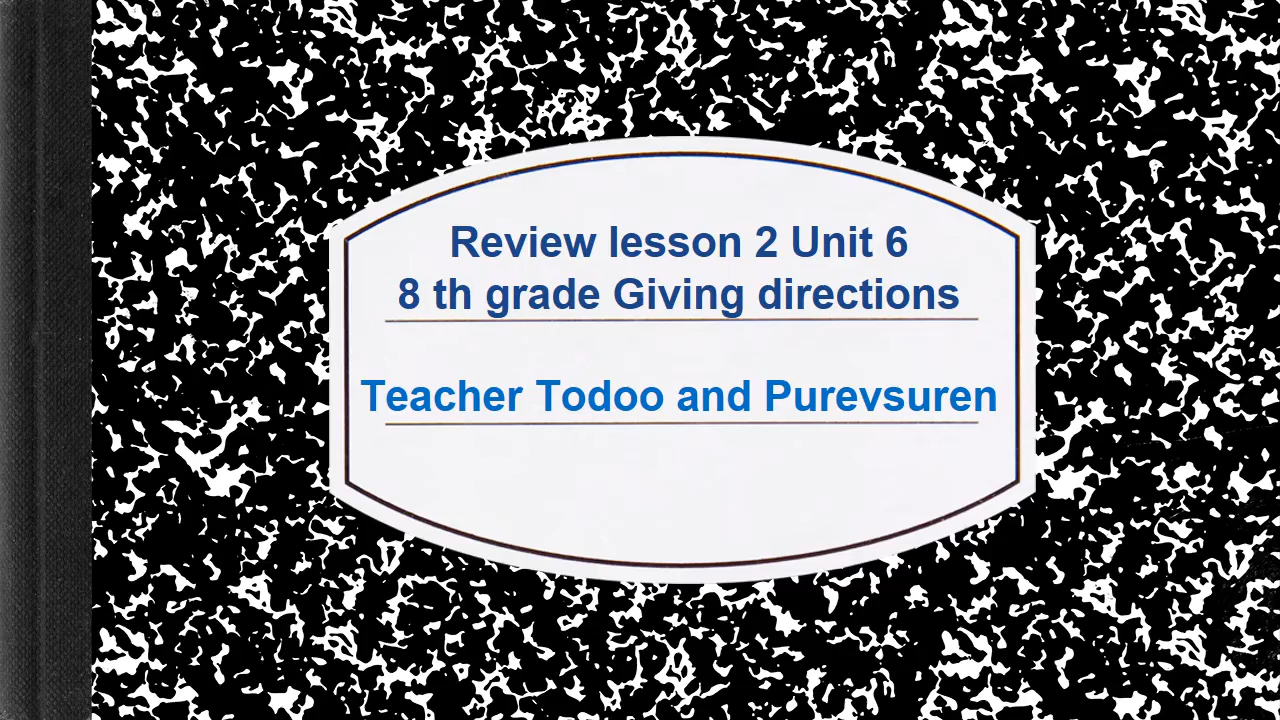 Review lesson 2 Unit 6
8 th grade Giving directions
Teacher Todoo and Purevsuren